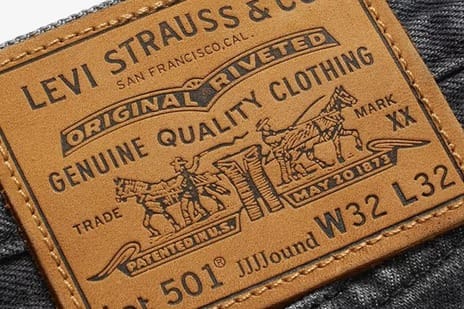 LEVI STRAUSS & CO
SAN FRANCISCO, CAL.
ORIGINAL RIVETED
GENUINE QUALITY CLOTHING
TRADE MARK
XX
PATENTED IN U.S. MAY 20 1873
501® JJJJound W32 L32